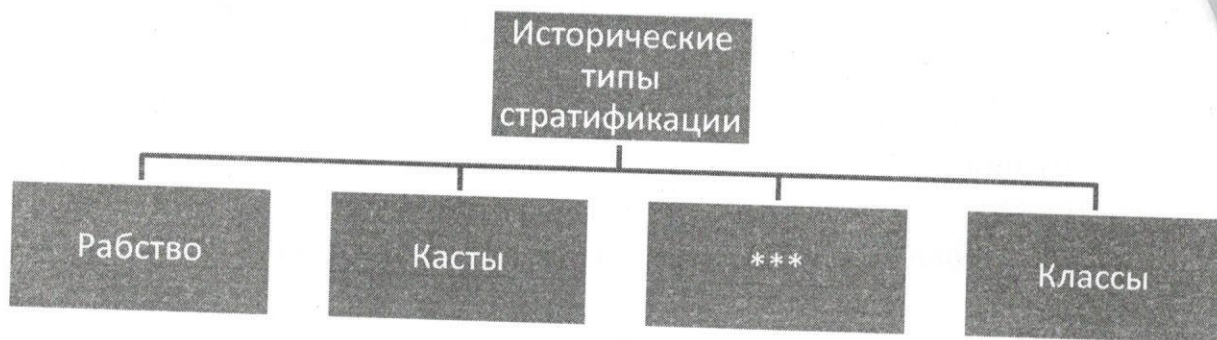 Исторические
типы
стратификации
Рабство
Касты
***
Классы